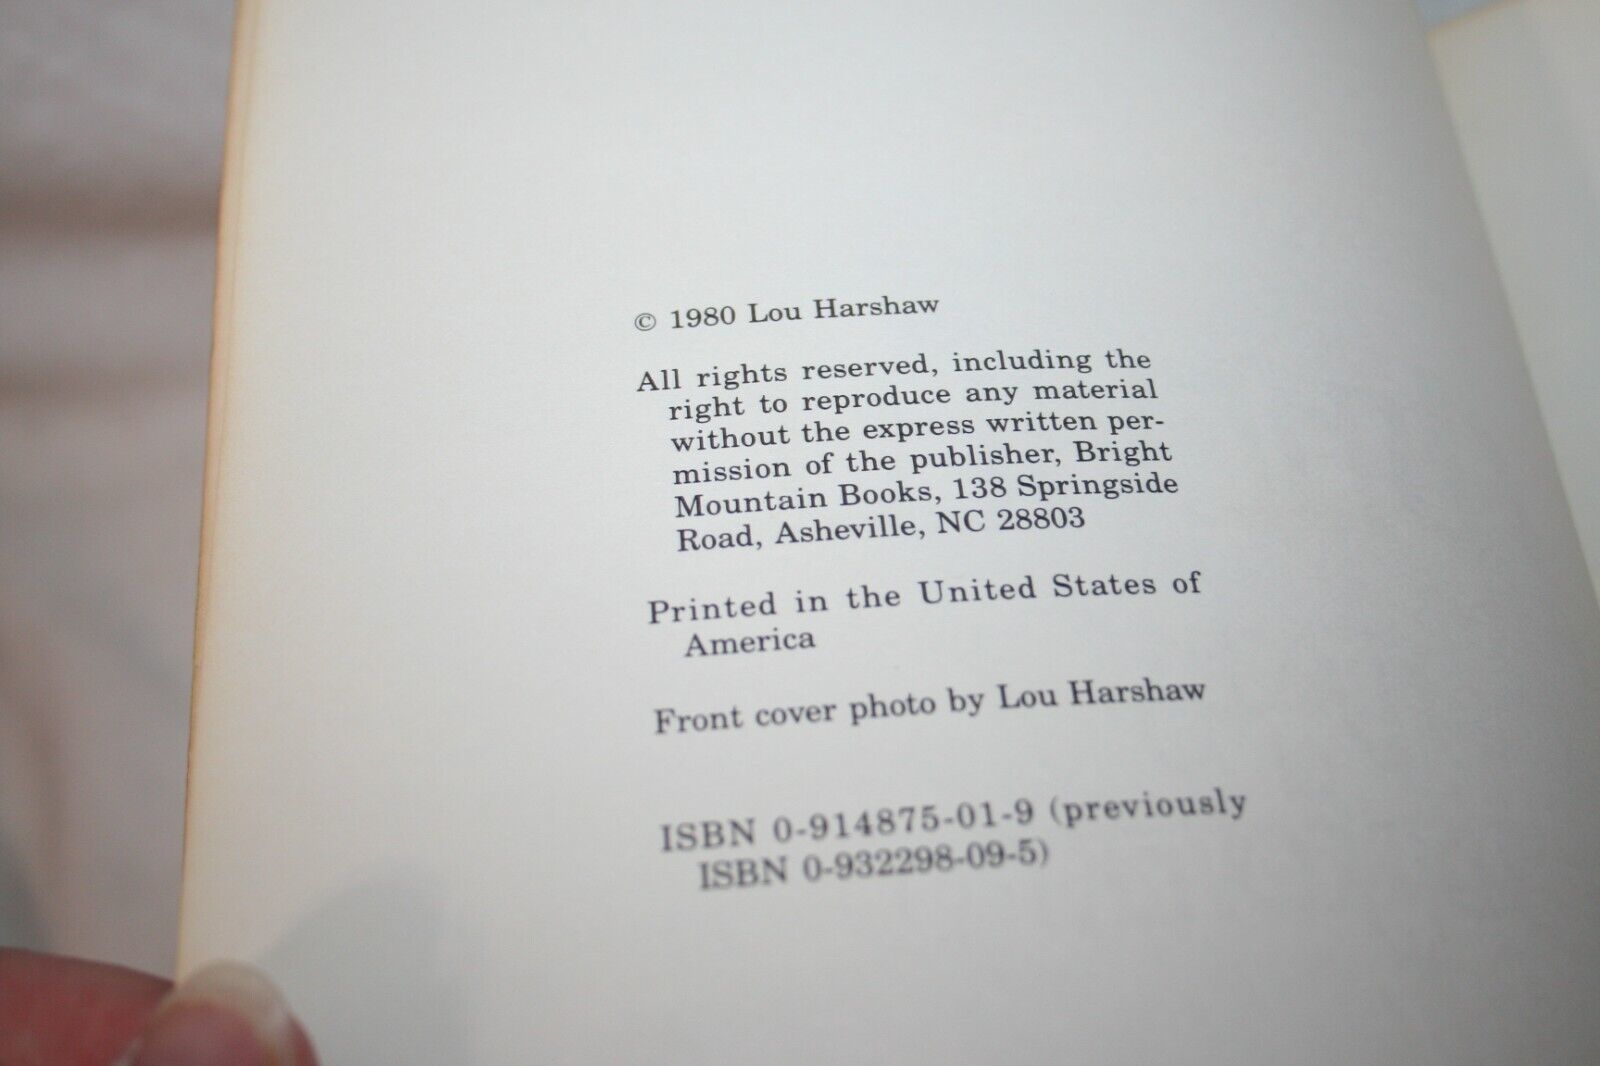 © 1980 Lou Harshaw
All rights reserved, including the
right to reproduce any material
without the express written per-
mission of the publisher, Bright
Mountain Books, 138 Springside
Road, Asheville, NC 28803
Printed in the United States of
America
Front cover photo by Lou Harshaw
ISBN 0-914875-01-9 (previously
ISBN 0-932298-09-5)